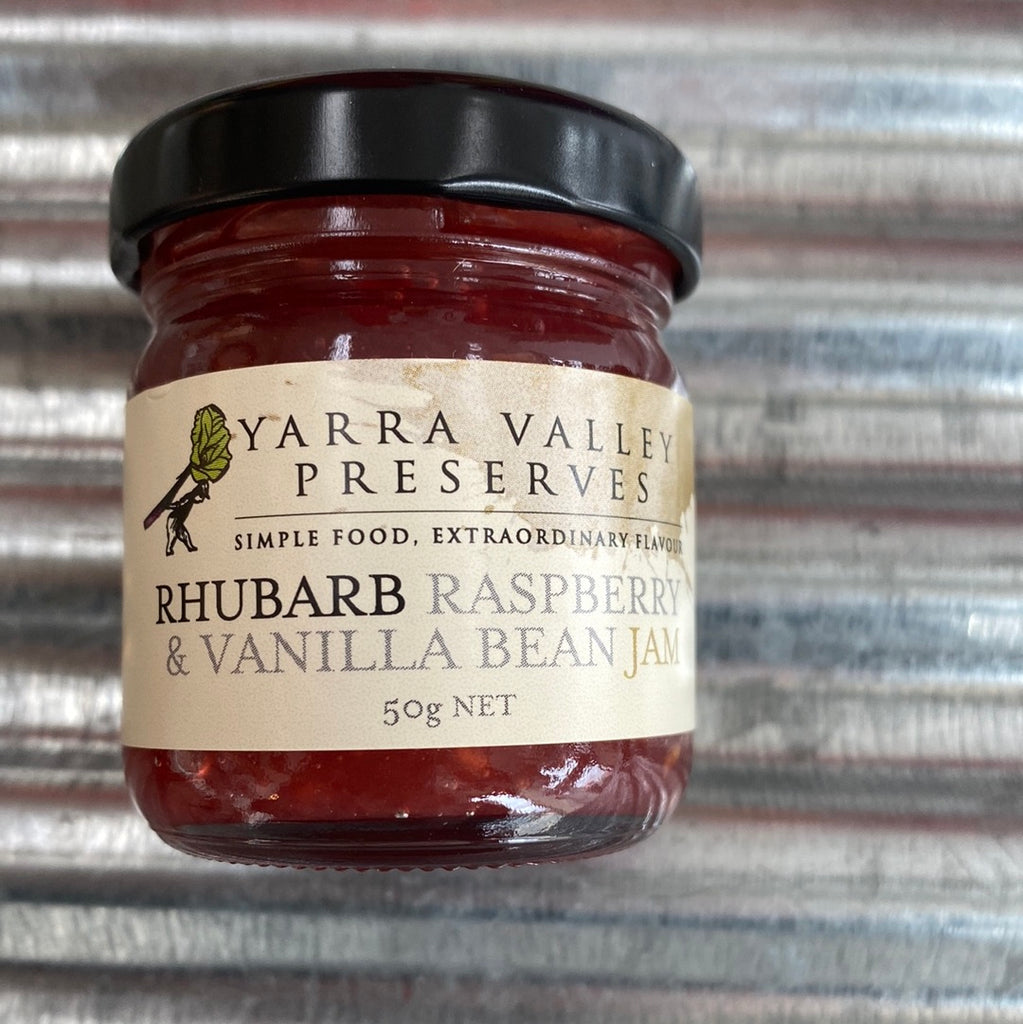 YARRA VALLEY
PRESERVES
SIMPLE FOOD, EXTRAORDINARY FLAVOUR
RHUBARB RASPBERRY
& VANILLA BEAN JAM
50g NET